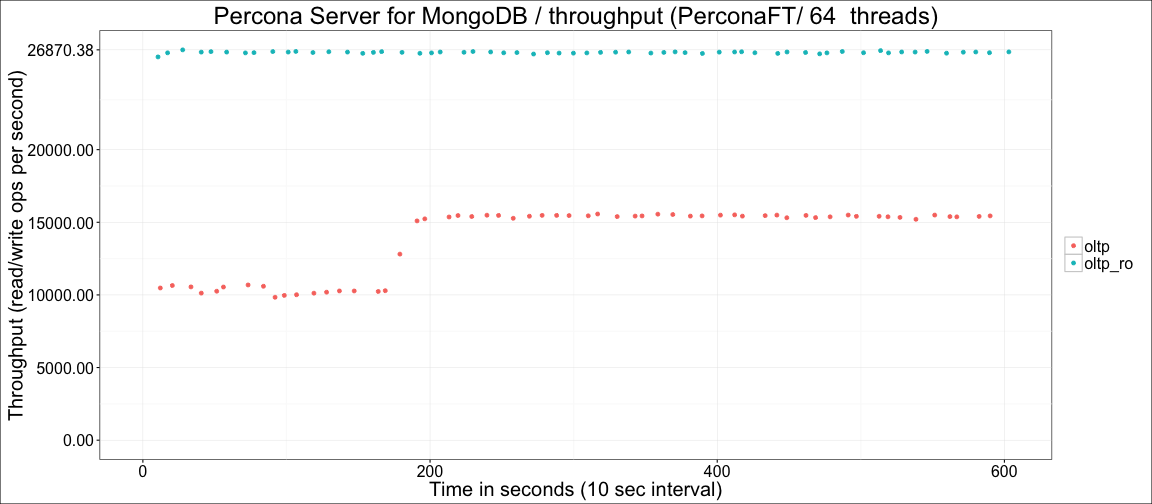 Percona Server for MongoDB / throughput (PerconaFT/ 64  threads)
Throughput (read/write ops per second)
26870.38
20000.00
15000.00
10000.00
5000.00
0.00
oltp
oltp_ro
0 200 400 600
Time in seconds (10 sec interval)